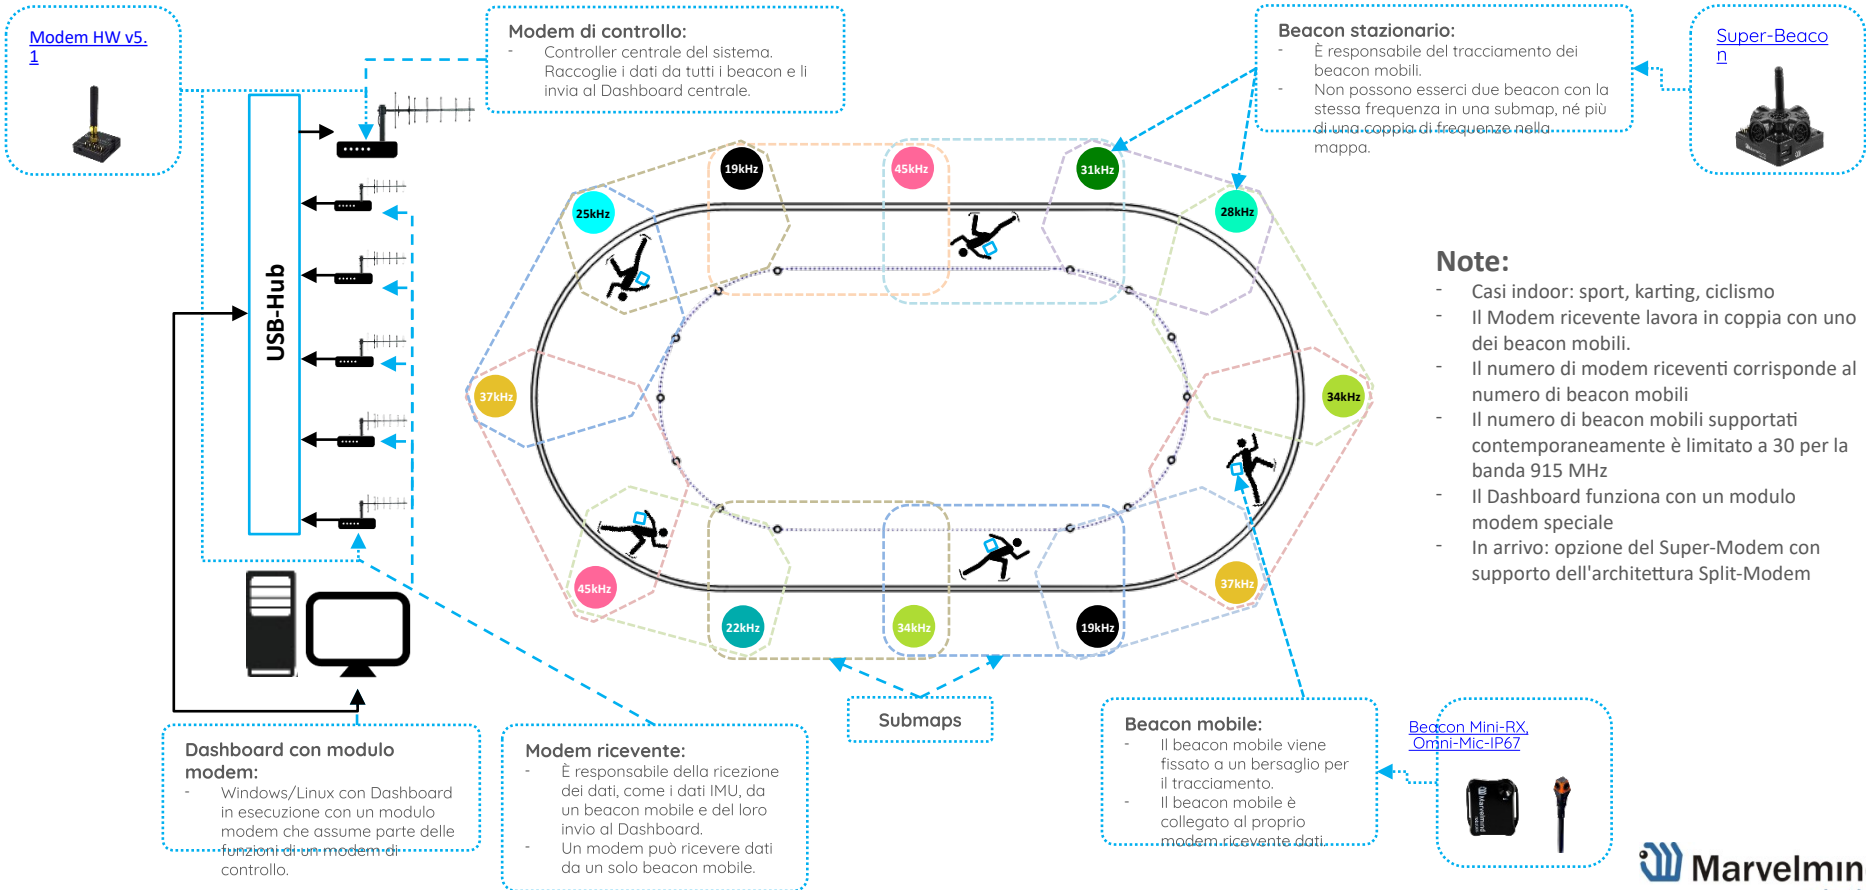 Modem HW v5.
1
Modem di controllo:
- Controller centrale del sistema.
Raccoglie i dati da tutti i beacon e li
invia al Dashboard centrale.
Beacon stazionario:
- È responsabile del tracciamento dei
beacon mobili.
- Non possono esserci due beacon con la
stessa frequenza in una submap, né più
di una coppia di frequenze nella
mappa.
Super-Beaco
n
USB-Hub
19kHz
45kHz
31kHz
25kHz
28kHz
37kHz
34kHz
45kHz
37kHz
22kHz
34kHz
19kHz
Note:
- Casi indoor: sport, karting, ciclismo
- Il Modem ricevente lavora in coppia con uno
dei beacon mobili.
- Il numero di modem riceventi corrisponde al
numero di beacon mobili
- Il numero di beacon mobili supportati
contemporaneamente è limitato a 30 per la
banda 915 MHz
- Il Dashboard funziona con un modulo
modem speciale
- In arrivo: opzione del Super-Modem con
supporto dell'architettura Split-Modem
Submaps
Dashboard con modulo
modem:
- Windows/Linux con Dashboard
in esecuzione con un modulo
modem che assume parte delle
funzioni di un modem di
controllo.
Modem ricevente:
- È responsabile della ricezione
dei dati, come i dati IMU, da
un beacon mobile e del loro
invio al Dashboard.
- Un modem può ricevere dati
da un solo beacon mobile.
Beacon mobile:
- Il beacon mobile viene
fissato a un bersaglio per
il tracciamento.
- Il beacon mobile è
collegato al proprio
modem ricevente dati.
Beacon Mini-RX,
Omni-Mic-IP67
Marvelmind
Marvelmin